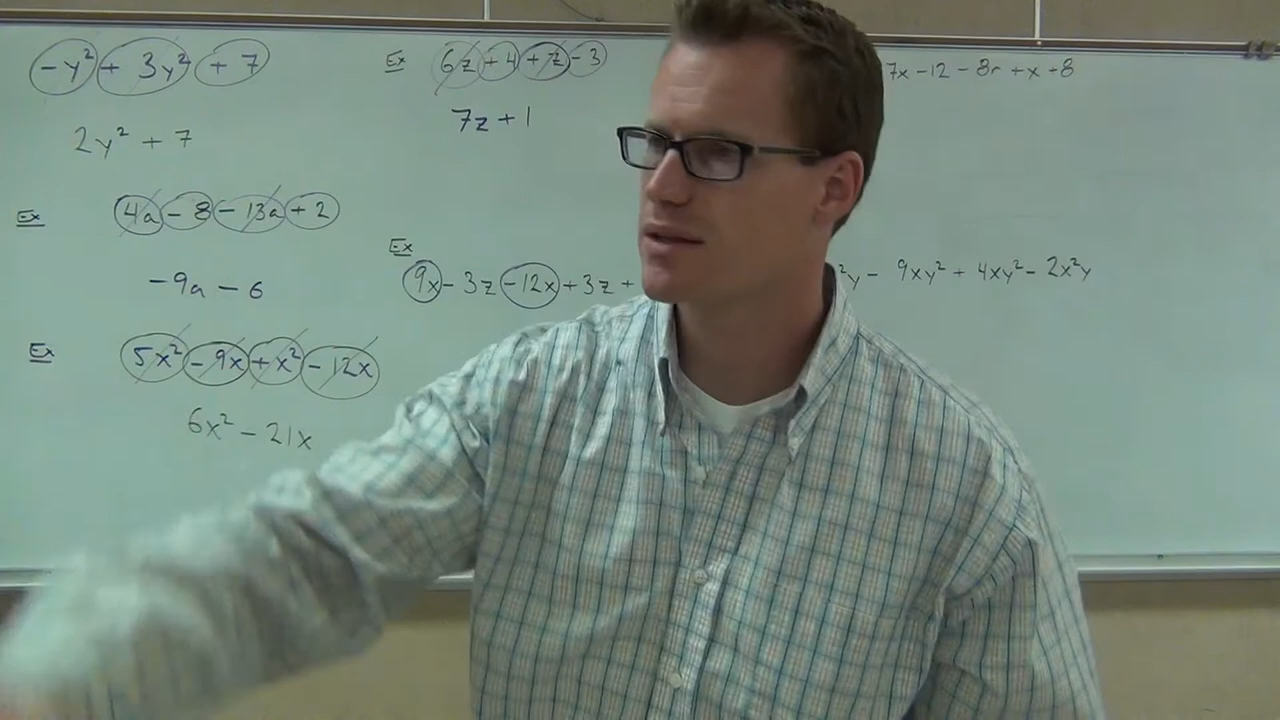 -y² + 3y² + 7
2y² + 7
Ex 4a - 8 - 13a + 2
-9a - 6
Ex 5x² - 9x + x² - 12x
6x² - 21x
Ex 6z + 4 + z - 3
7z + 1
Ex 9x - 3z - 12x + 3z +
7x - 12 - 8r + x + 8
²y - 9xy² + 4xy² - 2x²y